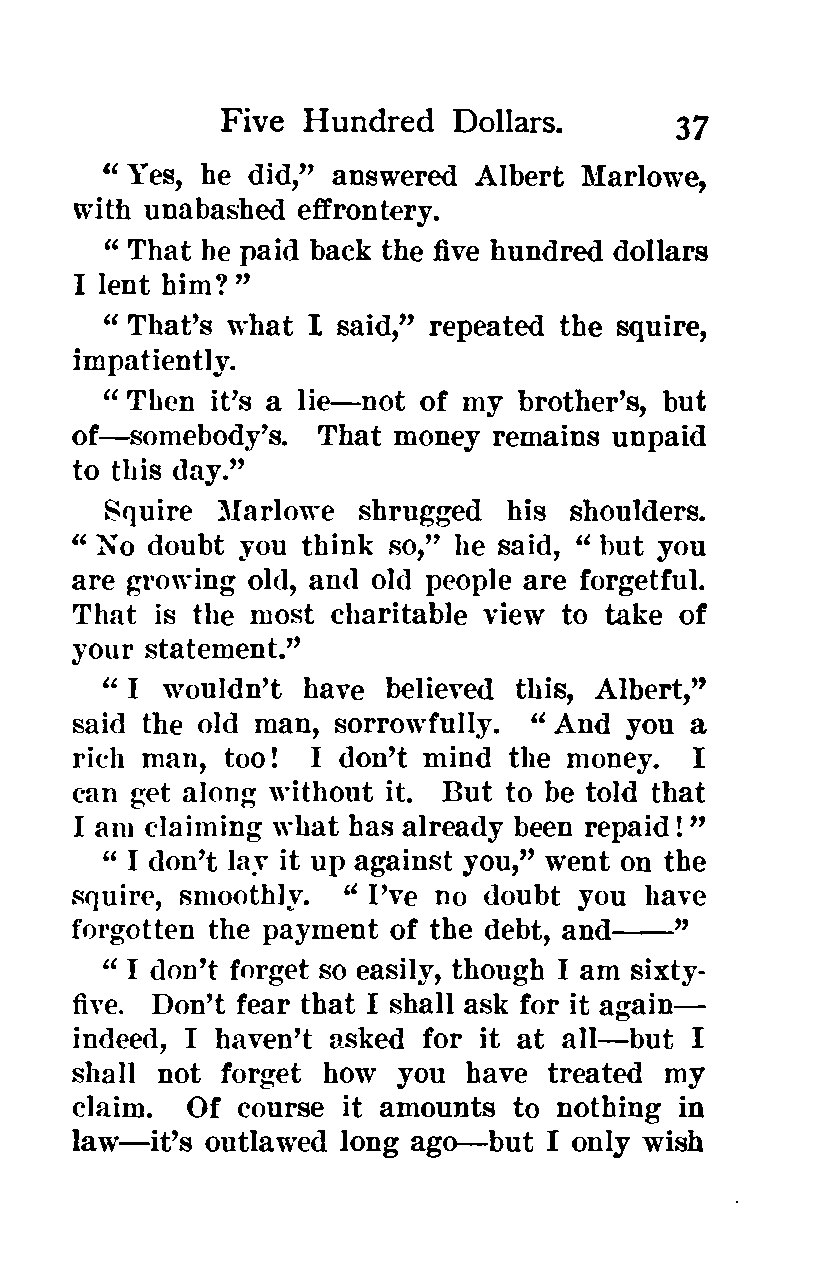 Five Hundred Dollars. 37
“ Yes, he did,” answered Albert Marlowe,
with unabashed effrontery.
“ That he paid back the five hundred dollars
I lent him? ”
“ That’s what I said,” repeated the squire,
impatiently.
“ Then it’s a lie—not of my brother’s, but
of—somebody’s. That money remains unpaid
to this day.”
Squire Marlowe shrugged his shoulders.
“ No doubt you think so,” he said, “ but you
are growing old, and old people are forgetful.
That is the most charitable view to take of
your statement.”
“ I wouldn’t have believed this, Albert,”
said the old man, sorrowfully. “ And you a
rich man, too! I don’t mind the money. I
can get along without it. But to be told that
I am claiming what has already been repaid! ”
“ I don’t lay it up against you,” went on the
squire, smoothly. “ I’ve no doubt you have
forgotten the payment of the debt, and——”
“ I don’t forget so easily, though I am sixty-
five. Don’t fear that I shall ask for it again—
indeed, I haven’t asked for it at all—but I
shall not forget how you have treated my
claim. Of course it amounts to nothing in
law—it’s outlawed long ago—but I only wish